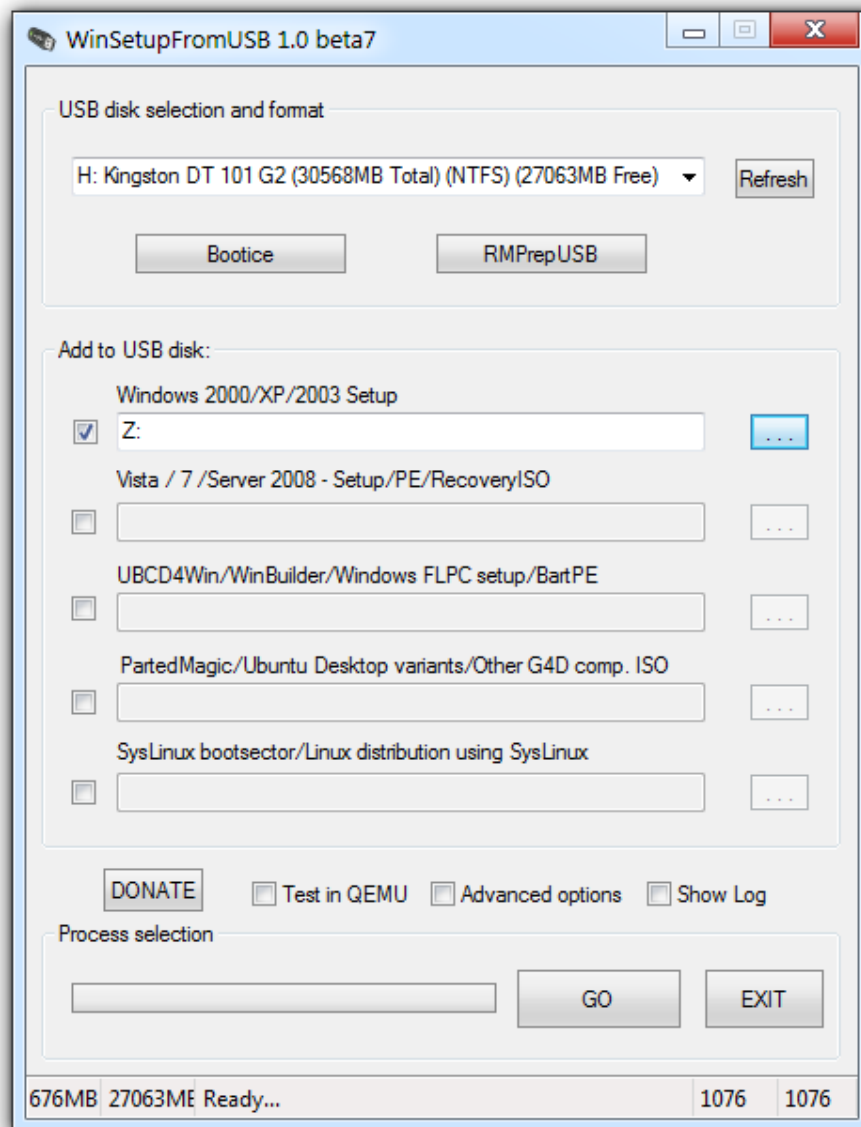 WinSetupFromUSB 1.0 beta7
USB disk selection and format
H: Kingston DT 101 G2 (30568MB Total) (NTFS) (27063MB Free)
Refresh
Bootice
RMPrepUSB
Add to USB disk:
Windows 2000/XP/2003 Setup
Z:
...
Vista / 7 /Server 2008 - Setup/PE/RecoveryISO
...
UBCD4Win/WinBuilder/Windows FLPC setup/BartPE
...
PartedMagic/Ubuntu Desktop variants/Other G4D comp. ISO
...
SysLinux bootsector/Linux distribution using SysLinux
...
DONATE
Test in QEMU
Advanced options
Show Log
Process selection
GO
EXIT
676MB 27063ME Ready... 1076 1076